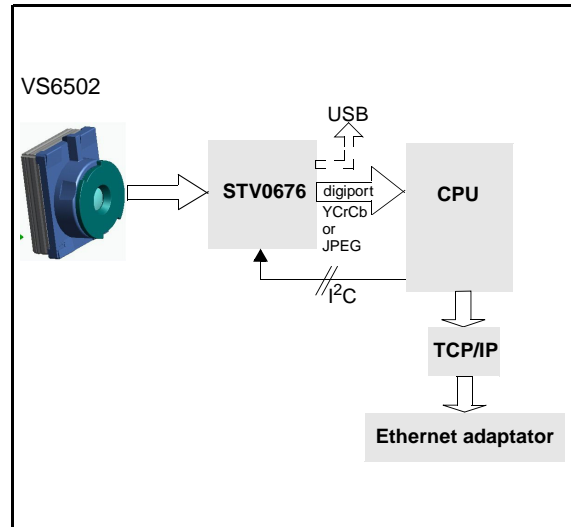 VS6502
USB
STV0676
digiport
CPU
YCrCb
or
JPEG
I²C
TCP/IP
Ethernet adaptator